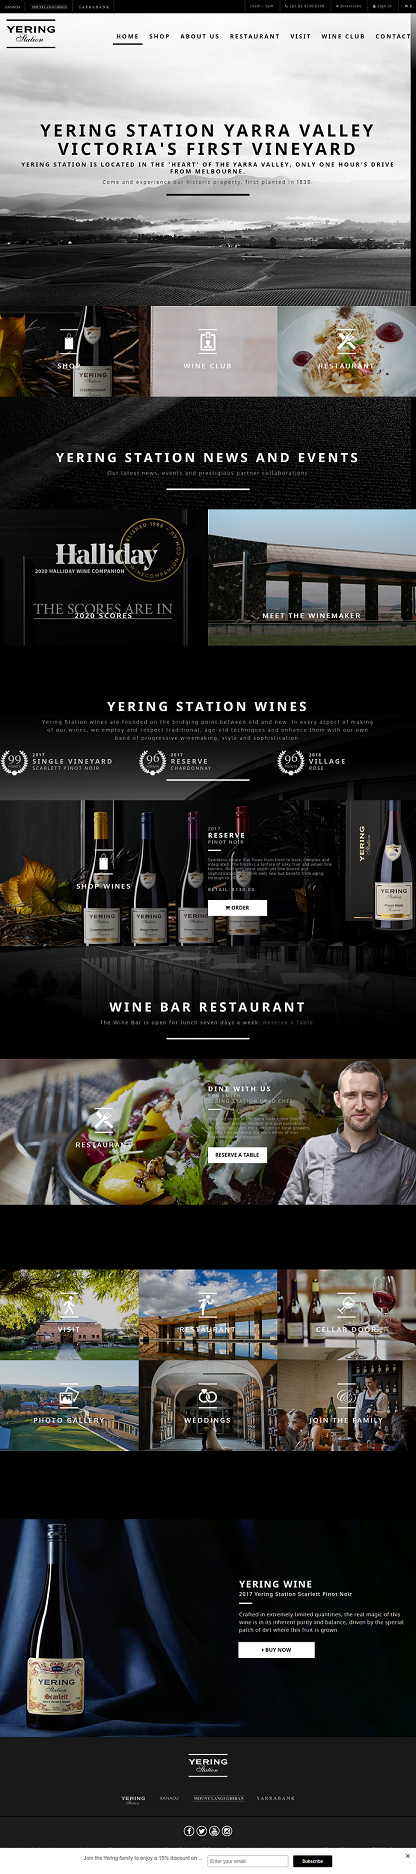 XANADU MOUNT LANGI GHIRAN YARRABANK
10am - 5pm +61 03 9730 0100 Directions Sign In 0
YERING
Station
HOME SHOP ABOUT US RESTAURANT VISIT WINE CLUB CONTACT
YERING STATION YARRA VALLEY
VICTORIA'S FIRST VINEYARD
YERING STATION IS LOCATED IN THE 'HEART' OF THE YARRA VALLEY, ONLY ONE HOUR'S DRIVE
FROM MELBOURNE.
Come and experience our historic property, first planted in 1838.
SHOP
WINE CLUB
RESTAURANT
YERING
Station
CHARDONNAY
YERING STATION NEWS AND EVENTS
Our latest news, events and prestigious partner collaborations
Halliday
2020 HALLIDAY WINE COMPANION
THE SCORES ARE IN
2020 SCORES
MEET THE WINEMAKER
YERING STATION WINES
Yering Station wines are founded on the bridging point between old and new. In every aspect of making
of our wines, we employ and respect traditional, age-old techniques and enhance them with our own
band of progressive winemaking, style and sophistication.
99
2017
SINGLE VINEYARD
SCARLETT PINOT NOIR
96
2017
RESERVE
CHARDONNAY
96
2018
VILLAGE
ROSÉ
SHOP WINES
2017
RESERVE
PINOT NOIR
RETAIL: $130.00
ORDER
YERING
Station
WINE BAR RESTAURANT
The Wine Bar is open for lunch seven days a week. Reserve a Table.
RESTAURANT
DINE WITH US
YERING STATION HEAD CHEF
RESERVE A TABLE
VISIT
RESTAURANT
CELLAR DOOR
PHOTO GALLERY
WEDDINGS
JOIN THE FAMILY
YERING
Station
Scarlett
YERING WINE
2017 Yering Station Scarlett Pinot Noir
Crafted in extremely limited quantities, the real magic of this
wine is in its inherent purity and balance, driven by the special
patch of dirt where this fruit is grown.
BUY NOW
YERING
Station
YERING
Station
XANADU
MOUNT LANGI GHIRAN
YARRABANK
Join the Yering family to enjoy a 15% discount on ...
Enter your email
Subscribe
×